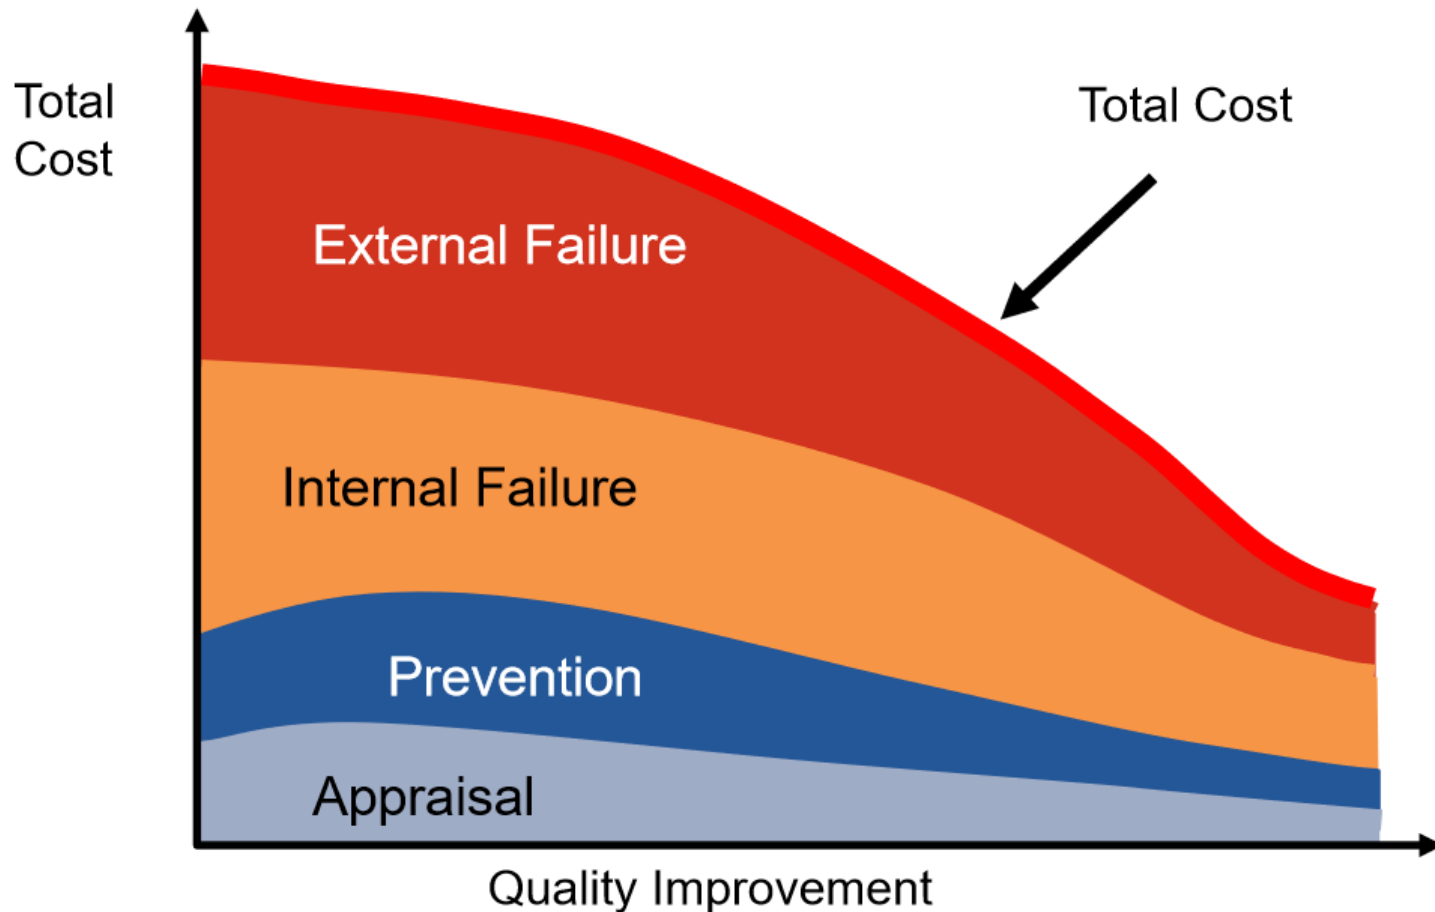 Total
Cost
Total Cost
External Failure
Internal Failure
Prevention
Appraisal
Quality Improvement